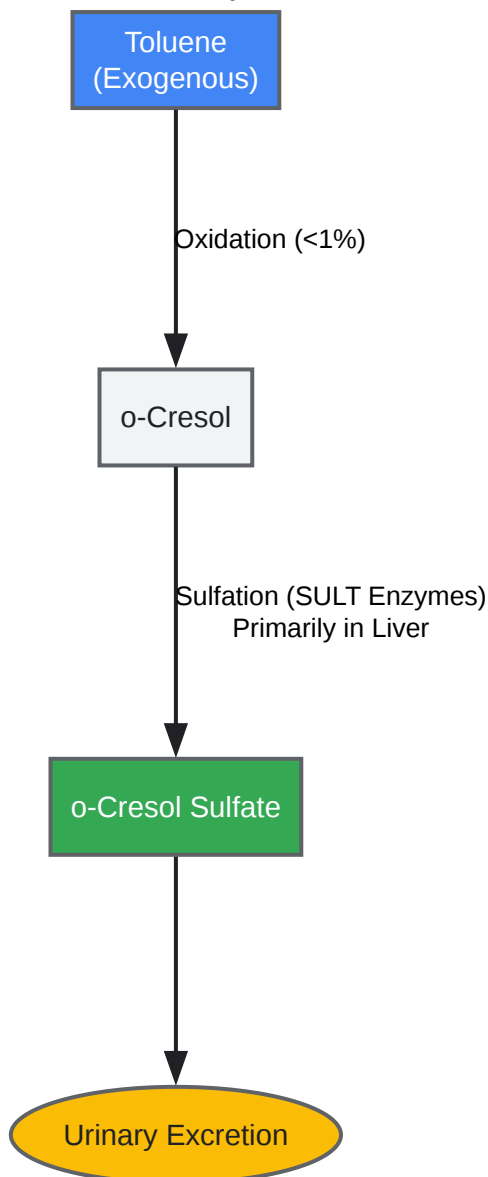 Toluene
(Exogenous)
Oxidation (<1%)
o-Cresol
Sulfation (SULT Enzymes)
Primarily in Liver
o-Cresol Sulfate
Urinary Excretion